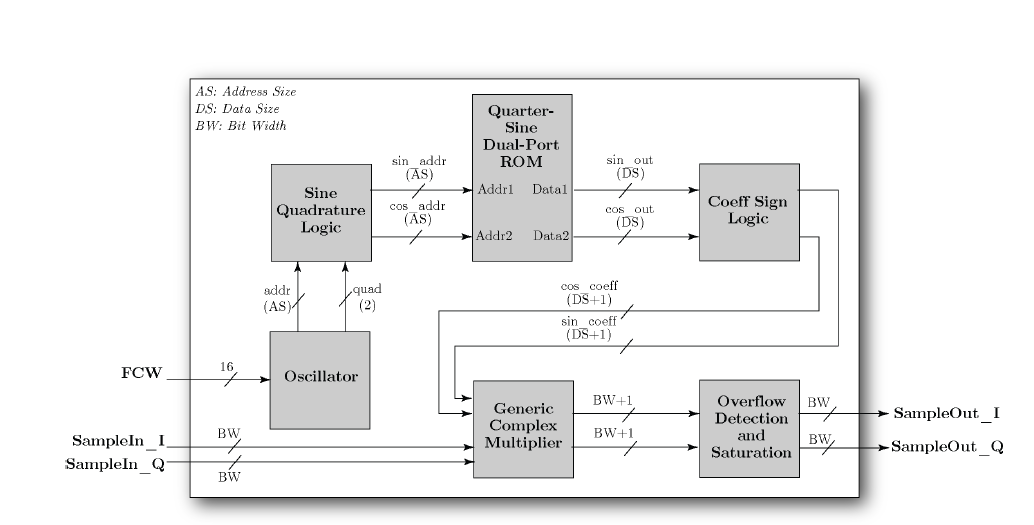 AS: Address Size
DS: Data Size
BW: Bit Width
Quarter-
Sine
Dual-Port
ROM
Addr1
Data1
Addr2
Data2
sin_addr
(AS)
cos_addr
(AS)
sin_out
(DS)
cos_out
(DS)
Sine
Quadrature
Logic
Coeff Sign
Logic
addr
(AS)
quad
(2)
cos_coeff
(DS+1)
sin_coeff
(DS+1)
FCW
16
Oscillator
SampleIn_I
BW
SampleIn_Q
BW
Generic
Complex
Multiplier
BW+1
BW+1
Overflow
Detection
and
Saturation
BW
SampleOut_I
BW
SampleOut_Q